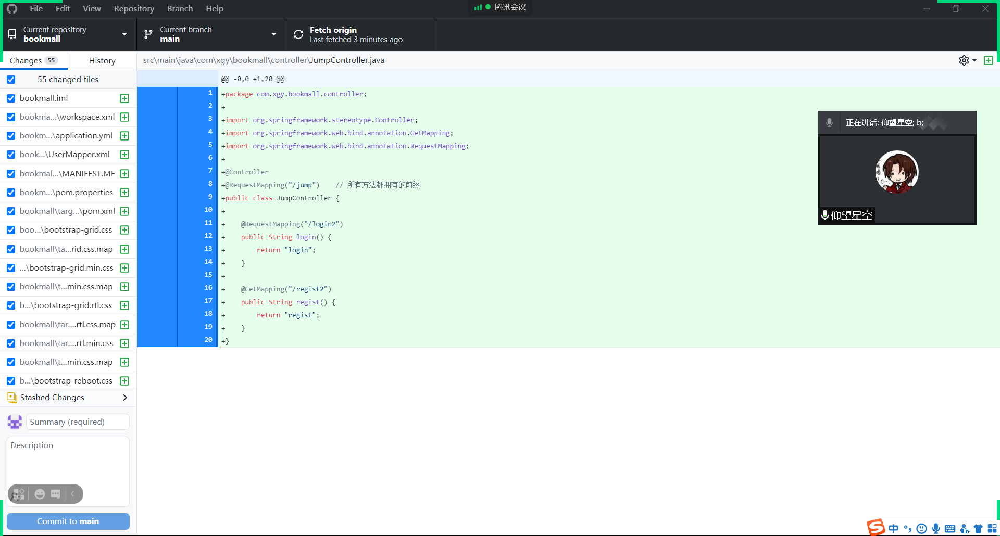 File Edit View Repository Branch Help
腾讯会议
Current repository
bookmall
Current branch
main
Fetch origin
Last fetched 3 minutes ago
Changes 55
History
src\main\java\com\xgy\bookmall\controller\JumpController.java
55 changed files
bookmall.iml
bookma...\workspace.xml
bookm...\application.yml
book...\UserMapper.xml
bookmal...\MANIFEST.MF
bookm...\pom.properties
bookmall\targ...\pom.xml
boo...\bootstrap-grid.css
bookmall\ta...rid.css.map
...\bootstrap-grid.min.css
bookmall\t...min.css.map
b...\bootstrap-grid.rtl.css
bookmall\tar....rtl.css.map
bookmall\tar....rtl.min.css
bookmall\t...min.css.map
b...\bootstrap-reboot.css
Stashed Changes
Summary (required)
Description
Commit to main
@@ -0,0 +1,20 @@
1 +package com.xgy.bookmall.controller;
2 +
3 +import org.springframework.stereotype.Controller;
4 +import org.springframework.web.bind.annotation.GetMapping;
5 +import org.springframework.web.bind.annotation.RequestMapping;
6 +
7 +@Controller
8 +@RequestMapping("/jump")    // 所有方法都拥有的前缀
9 +public class JumpController {
10 +
11 +    @RequestMapping("/login2")
12 +    public String login() {
13 +        return "login";
14 +    }
15 +
16 +    @GetMapping("/regist2")
17 +    public String regist() {
18 +        return "regist";
19 +    }
20 +}
正在讲话: 仰望星空; b;
仰望星空
中